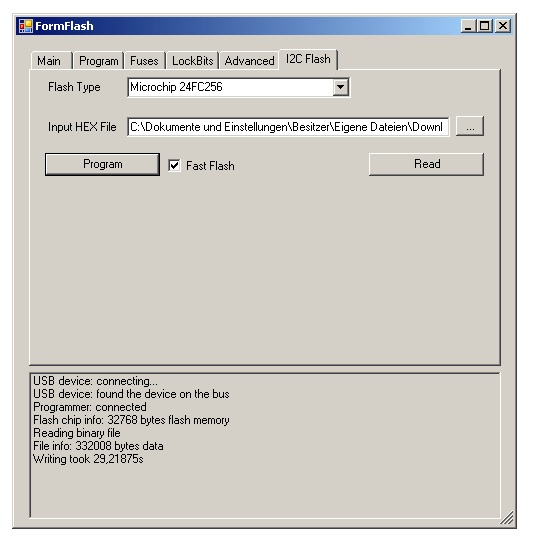 FormFlash
Main Program Fuses LockBits Advanced I2C Flash
Flash Type Microchip 24FC256
Input HEX File C:\Dokumente und Einstellungen\Besitzer\Eigene Dateien\Downl ...
Program Fast Flash Read
USB device: connecting...
USB device: found the device on the bus
Programmer: connected
Flash chip info: 32768 bytes flash memory
Reading binary file
File info: 332008 bytes data
Writing took 29,21875s